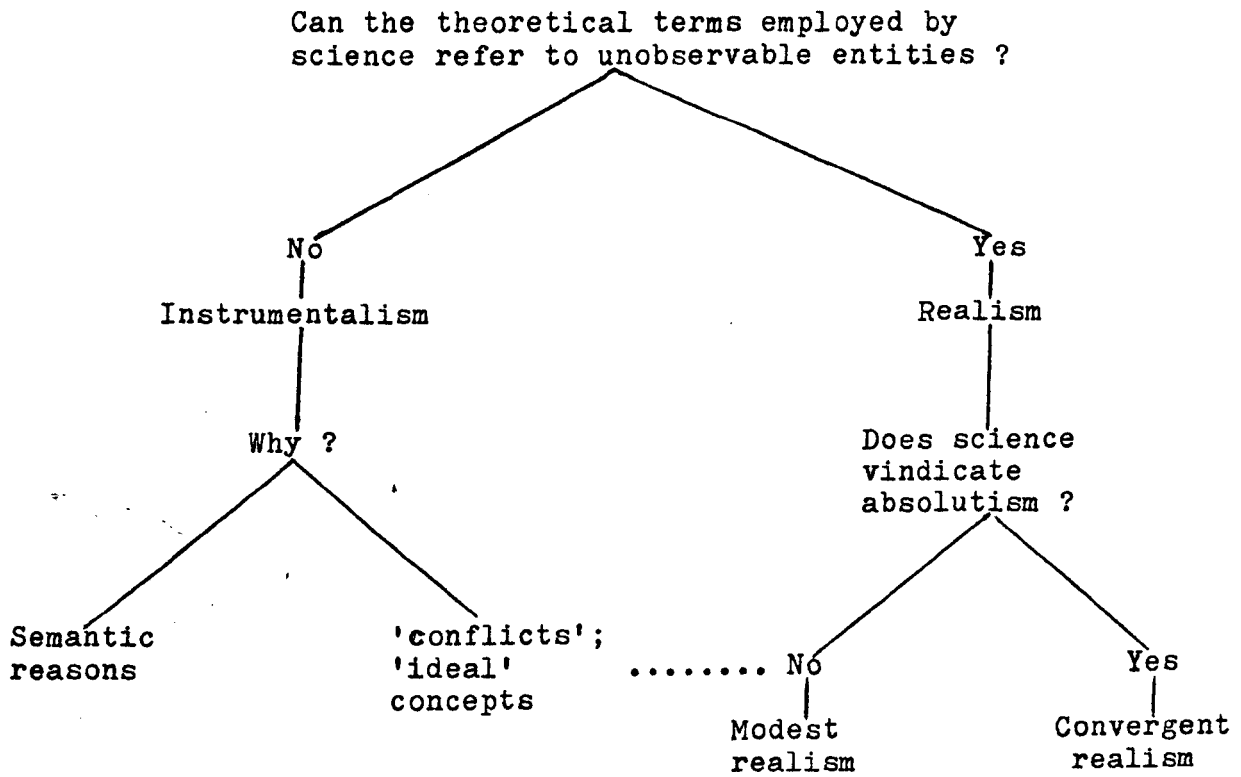 Can the theoretical terms employed by
science refer to unobservable entities ?
No
Yes
Instrumentalism
Realism
Why ?
Does science
vindicate
absolutism ?
Semantic
reasons
'conflicts';
'ideal'
concepts
........ No
Yes
Modest
realism
Convergent
realism